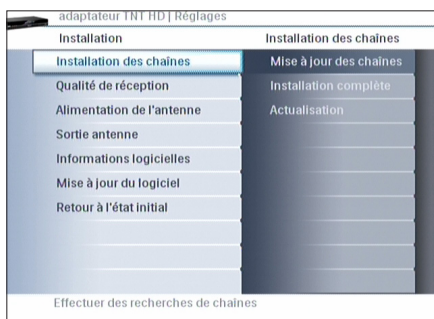 adaptateur TNT HD | Réglages
Installation
Installation des chaînes
Installation des chaînes
Mise à jour des chaînes
Qualité de réception
Installation complète
Alimentation de l'antenne
Actualisation
Sortie antenne
Informations logicielles
Mise à jour du logiciel
Retour à l'état initial
Effectuer des recherches de chaînes